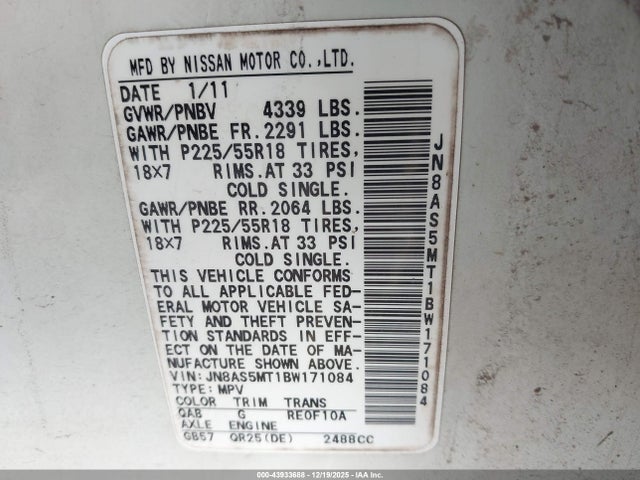 MFD BY NISSAN MOTOR CO.,LTD.
DATE 1/11
GVWR/PNBV 4339 LBS.
GAWR/PNBE FR. 2291 LBS.
WITH P225/55R18 TIRES,
18X7 RIMS.AT 33 PSI
COLD SINGLE.
GAWR/PNBE RR. 2064 LBS.
WITH P225/55R18 TIRES,
18X7 RIMS.AT 33 PSI
COLD SINGLE.
THIS VEHICLE CONFORMS
TO ALL APPLICABLE FED-
ERAL MOTOR VEHICLE SA-
FETY AND THEFT PREVEN-
TION STANDARDS IN EFF-
ECT ON THE DATE OF MA-
NUFACTURE SHOWN ABOVE.
VIN: JN8AS5MT1BW171084
TYPE: MPV
COLOR TRIM TRANS
QAB G RE0F10A
AXLE ENGINE
GB57 QR25(DE) 2488CC
JN8AS5MT1BW171084
000-43933688 - 12/19/2025 - IAAI.COM